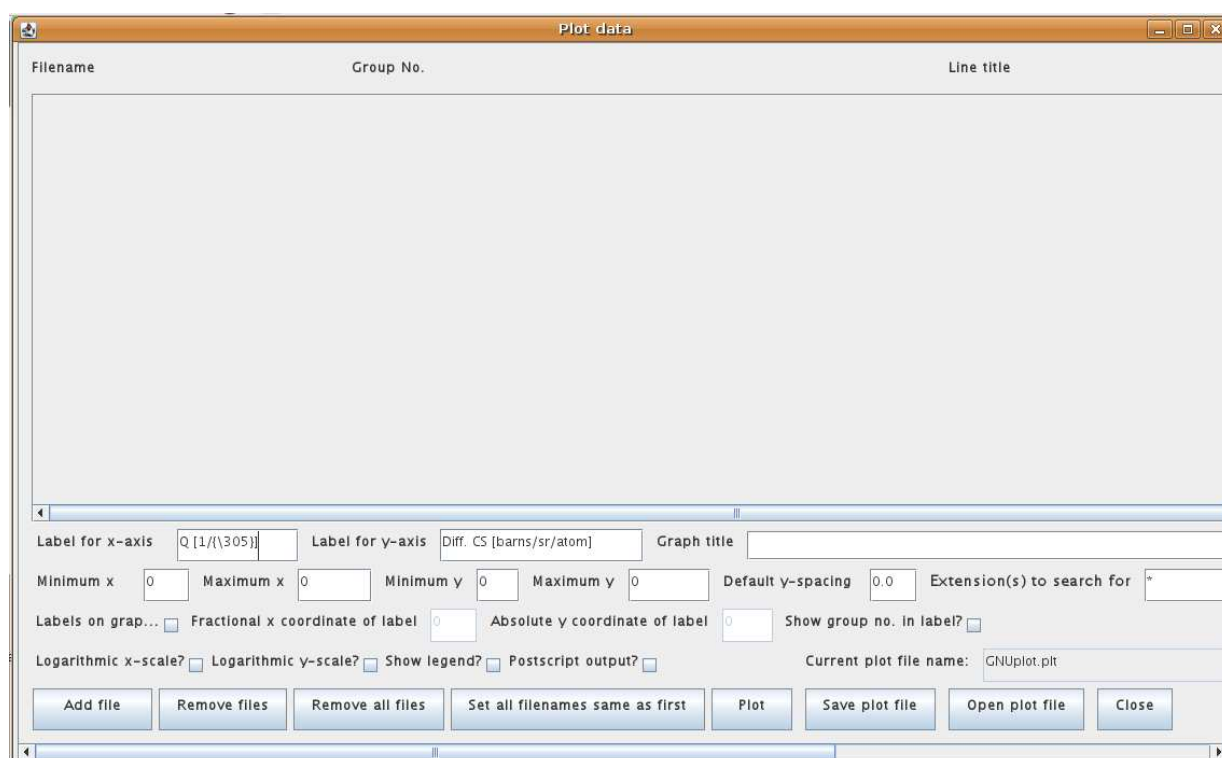 Plot data
Filename Group No. Line title
Label for x-axis Q [1/{\305}] Label for y-axis Diff. CS [barns/sr/atom] Graph title
Minimum x 0 Maximum x 0 Minimum y 0 Maximum y 0 Default y-spacing 0.0 Extension(s) to search for *
Labels on grap... Fractional x coordinate of label 0 Absolute y coordinate of label 0 Show group no. in label?
Logarithmic x-scale? Logarithmic y-scale? Show legend? Postscript output? Current plot file name: GNUplot.plt
Add file Remove files Remove all files Set all filenames same as first Plot Save plot file Open plot file Close